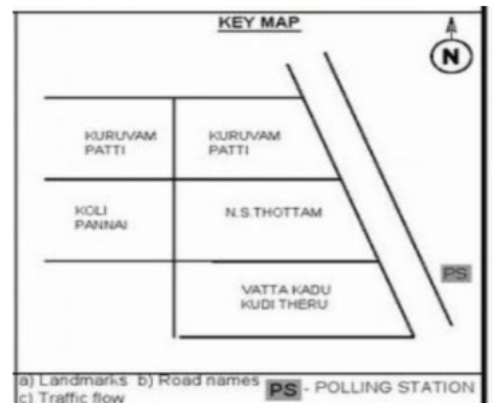 KEY MAP
N
KURUVAM
PATTI
KURUVAM
PATTI
KOLI
PANNAI
N.S.THOTTAM
PS
VATTA KADU
KUDI THERU
a) Landmarks b) Road names
c) Traffic flow
PS - POLLING STATION